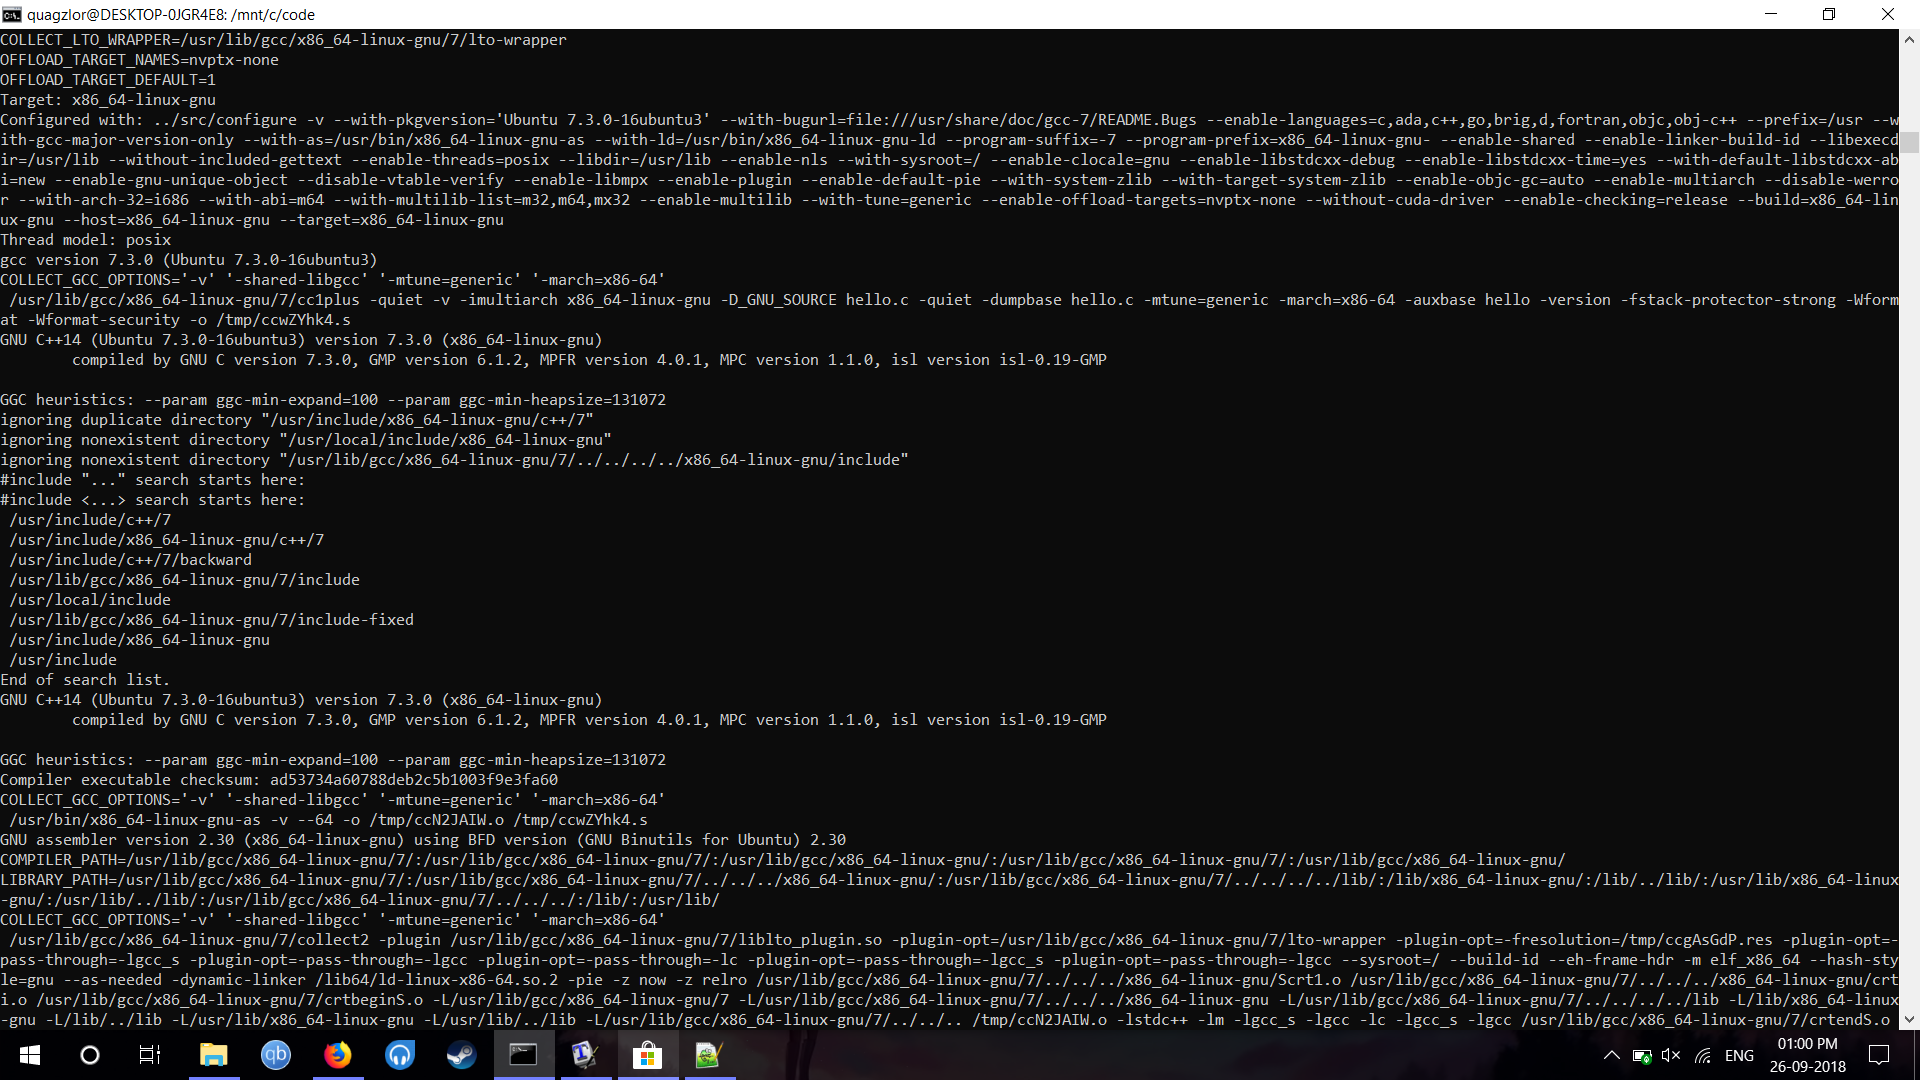 quagzlor@DESKTOP-0JGR4E8: /mnt/c/code
COLLECT_LTO_WRAPPER=/usr/lib/gcc/x86_64-linux-gnu/7/lto-wrapper
OFFLOAD_TARGET_NAMES=nvptx-none
OFFLOAD_TARGET_DEFAULT=1
Target: x86_64-linux-gnu
Configured with: ../src/configure -v --with-pkgversion='Ubuntu 7.3.0-16ubuntu3' --with-bugurl=file:///usr/share/doc/gcc-7/README.Bugs --enable-languages=c,ada,c++,go,brig,d,fortran,objc,obj-c++ --prefix=/usr --w
ith-gcc-major-version-only --with-as=/usr/bin/x86_64-linux-gnu-as --with-ld=/usr/bin/x86_64-linux-gnu-ld --program-suffix=-7 --program-prefix=x86_64-linux-gnu- --enable-shared --enable-linker-build-id --libexecd
ir=/usr/lib --without-included-gettext --enable-threads=posix --libdir=/usr/lib --enable-nls --with-sysroot=/ --enable-clocale=gnu --enable-libstdcxx-debug --enable-libstdcxx-time=yes --with-default-libstdcxx-ab
i=new --enable-gnu-unique-object --disable-vtable-verify --enable-libmpx --enable-plugin --enable-default-pie --with-system-zlib --with-target-system-zlib --enable-objc-gc=auto --enable-multiarch --disable-werro
r --with-arch-32=i686 --with-abi=m64 --with-multilib-list=m32,m64,mx32 --enable-multilib --with-tune=generic --enable-offload-targets=nvptx-none --without-cuda-driver --enable-checking=release --build=x86_64-lin
ux-gnu --host=x86_64-linux-gnu --target=x86_64-linux-gnu
Thread model: posix
gcc version 7.3.0 (Ubuntu 7.3.0-16ubuntu3)
COLLECT_GCC_OPTIONS='-v' '-shared-libgcc' '-mtune=generic' '-march=x86-64'
 /usr/lib/gcc/x86_64-linux-gnu/7/cc1plus -quiet -v -imultiarch x86_64-linux-gnu -D_GNU_SOURCE hello.c -quiet -dumpbase hello.c -mtune=generic -march=x86-64 -auxbase hello -version -fstack-protector-strong -Wform
at -Wformat-security -o /tmp/ccwZYhk4.s
GNU C++14 (Ubuntu 7.3.0-16ubuntu3) version 7.3.0 (x86_64-linux-gnu)
        compiled by GNU C version 7.3.0, GMP version 6.1.2, MPFR version 4.0.1, MPC version 1.1.0, isl version isl-0.19-GMP
GGC heuristics: --param ggc-min-expand=100 --param ggc-min-heapsize=131072
ignoring duplicate directory "/usr/include/x86_64-linux-gnu/c++/7"
ignoring nonexistent directory "/usr/local/include/x86_64-linux-gnu"
ignoring nonexistent directory "/usr/lib/gcc/x86_64-linux-gnu/7/../../../../x86_64-linux-gnu/include"
#include "..." search starts here:
#include <...> search starts here:
 /usr/include/c++/7
 /usr/include/x86_64-linux-gnu/c++/7
 /usr/include/c++/7/backward
 /usr/lib/gcc/x86_64-linux-gnu/7/include
 /usr/local/include
 /usr/lib/gcc/x86_64-linux-gnu/7/include-fixed
 /usr/include/x86_64-linux-gnu
 /usr/include
End of search list.
GNU C++14 (Ubuntu 7.3.0-16ubuntu3) version 7.3.0 (x86_64-linux-gnu)
        compiled by GNU C version 7.3.0, GMP version 6.1.2, MPFR version 4.0.1, MPC version 1.1.0, isl version isl-0.19-GMP
GGC heuristics: --param ggc-min-expand=100 --param ggc-min-heapsize=131072
Compiler executable checksum: ad53734a60788deb2c5b1003f9e3fa60
COLLECT_GCC_OPTIONS='-v' '-shared-libgcc' '-mtune=generic' '-march=x86-64'
 /usr/bin/x86_64-linux-gnu-as -v --64 -o /tmp/ccN2JAIW.o /tmp/ccwZYhk4.s
GNU assembler version 2.30 (x86_64-linux-gnu) using BFD version (GNU Binutils for Ubuntu) 2.30
COMPILER_PATH=/usr/lib/gcc/x86_64-linux-gnu/7/:/usr/lib/gcc/x86_64-linux-gnu/7/:/usr/lib/gcc/x86_64-linux-gnu/:/usr/lib/gcc/x86_64-linux-gnu/7/:/usr/lib/gcc/x86_64-linux-gnu/
LIBRARY_PATH=/usr/lib/gcc/x86_64-linux-gnu/7/:/usr/lib/gcc/x86_64-linux-gnu/7/../../../x86_64-linux-gnu/:/usr/lib/gcc/x86_64-linux-gnu/7/../../../../lib/:/lib/x86_64-linux-gnu/:/lib/../lib/:/usr/lib/x86_64-linux
-gnu/:/usr/lib/../lib/:/usr/lib/gcc/x86_64-linux-gnu/7/../../../:/lib/:/usr/lib/
COLLECT_GCC_OPTIONS='-v' '-shared-libgcc' '-mtune=generic' '-march=x86-64'
 /usr/lib/gcc/x86_64-linux-gnu/7/collect2 -plugin /usr/lib/gcc/x86_64-linux-gnu/7/liblto_plugin.so -plugin-opt=/usr/lib/gcc/x86_64-linux-gnu/7/lto-wrapper -plugin-opt=-fresolution=/tmp/ccgAsGdP.res -plugin-opt=-
pass-through=-lgcc_s -plugin-opt=-pass-through=-lgcc -plugin-opt=-pass-through=-lc -plugin-opt=-pass-through=-lgcc_s -plugin-opt=-pass-through=-lgcc --sysroot=/ --build-id --eh-frame-hdr -m elf_x86_64 --hash-sty
le=gnu --as-needed -dynamic-linker /lib64/ld-linux-x86-64.so.2 -pie -z now -z relro /usr/lib/gcc/x86_64-linux-gnu/7/../../../x86_64-linux-gnu/Scrt1.o /usr/lib/gcc/x86_64-linux-gnu/7/../../../x86_64-linux-gnu/crt
i.o /usr/lib/gcc/x86_64-linux-gnu/7/crtbeginS.o -L/usr/lib/gcc/x86_64-linux-gnu/7 -L/usr/lib/gcc/x86_64-linux-gnu/7/../../../x86_64-linux-gnu -L/usr/lib/gcc/x86_64-linux-gnu/7/../../../../lib -L/lib/x86_64-linux
-gnu -L/lib/../lib -L/usr/lib/x86_64-linux-gnu -L/usr/lib/../lib -L/usr/lib/gcc/x86_64-linux-gnu/7/../../.. /tmp/ccN2JAIW.o -lstdc++ -lm -lgcc_s -lgcc -lc -lgcc_s -lgcc /usr/lib/gcc/x86_64-linux-gnu/7/crtendS.o
qb
ENG
01:00 PM
26-09-2018